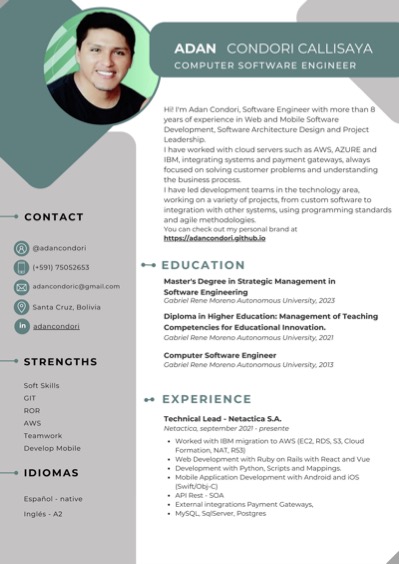 ADAN CONDORI CALLISAYA
COMPUTER SOFTWARE ENGINEER
Hi! I'm Adan Condori, Software Engineer with more than 8
years of experience in Web and Mobile Software
Development, Software Architecture Design and Project
Leadership.
I have worked with cloud servers such as AWS, AZURE and
IBM, integrating systems and payment gateways, always
focused on solving customer problems and understanding
the business process.
I have led development teams in the technology area,
working on a variety of projects, from custom software to
integration with other systems, using programming standards
and agile methodologies.
You can check out my personal brand at
https://adancondori.github.io
CONTACT
@adancondori
(+591) 75052653
adancondoric@gmail.com
Santa Cruz, Bolivia
in adancondori
STRENGTHS
Soft Skills
GIT
ROR
AWS
Teamwork
Develop Mobile
IDIOMAS
Español - native
Inglés - A2
EDUCATION
Master's Degree in Strategic Management in
Software Engineering
Gabriel Rene Moreno Autonomous University, 2023
Diploma in Higher Education: Management of Teaching
Competencies for Educational Innovation.
Gabriel Rene Moreno Autonomous University, 2021
Computer Software Engineer
Gabriel Rene Moreno Autonomous University, 2013
EXPERIENCE
Technical Lead - Netactica S.A.
Netactica, september 2021 - presente
• Worked with IBM migration to AWS (EC2, RDS, S3, Cloud
Formation, NAT, RS3)
• Web Development with Ruby on Rails with React and Vue
• Development with Python, Scripts and Mappings.
• Mobile Application Development with Android and iOS
(Swift/Obj-C)
• API Rest - SOA
• External integrations Payment Gateways,
• MySQL, SqlServer, Postgres